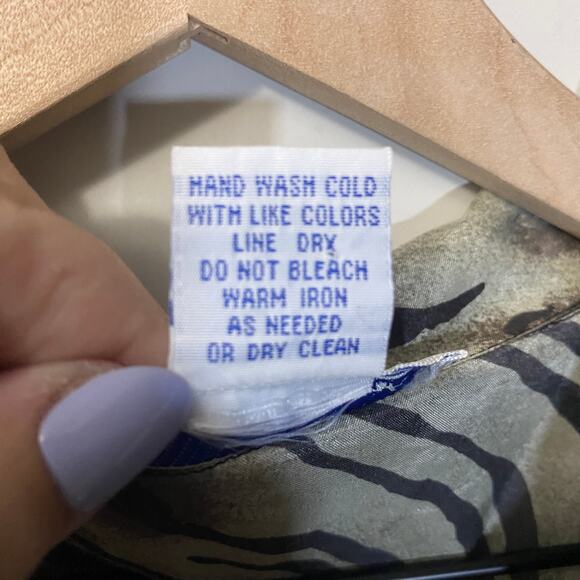 HAND WASH COLD
WITH LIKE COLORS
LINE DRY
DO NOT BLEACH
WARM IRON
AS NEEDED
OR DRY CLEAN